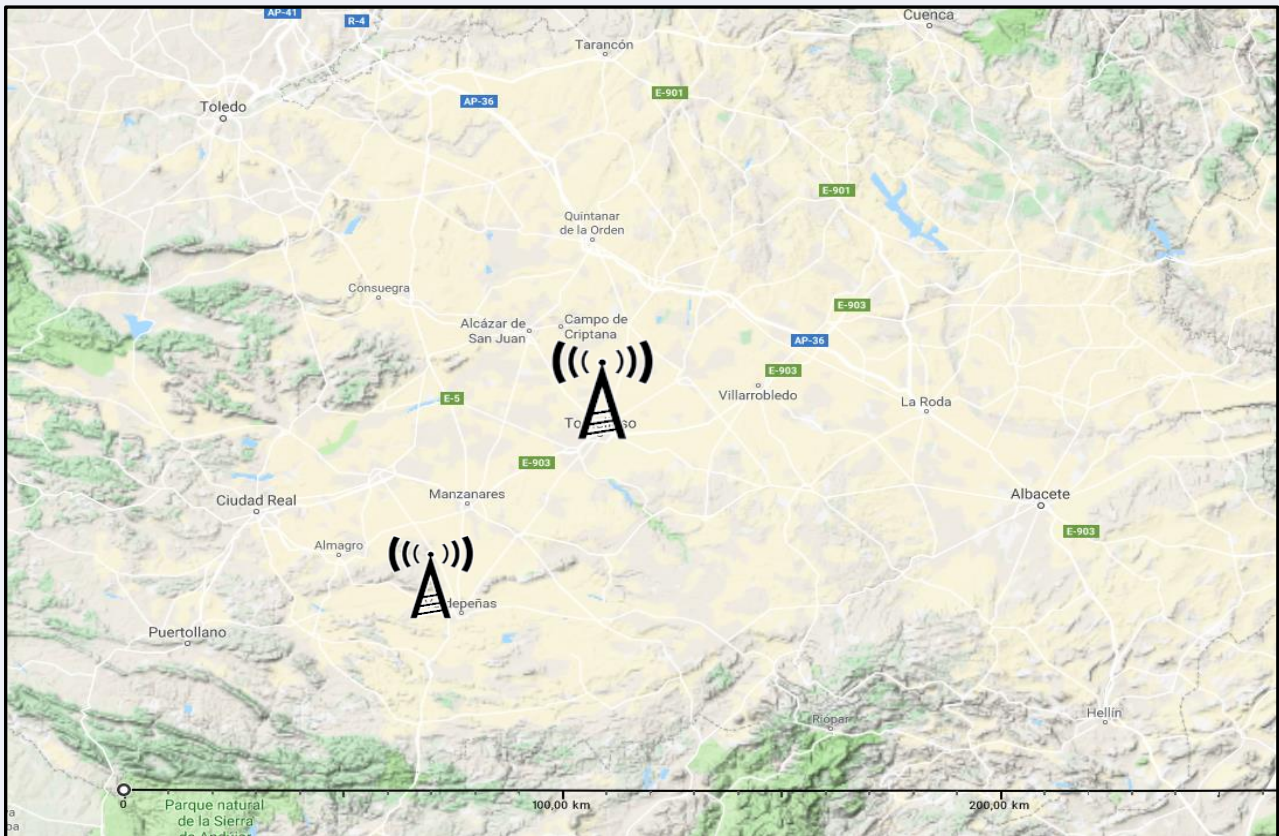 AP-41
R-4
Cuenca
Tarancón
Toledo
AP-36
E-901
E-901
Quintanar
de la Orden
Consuegra
E-903
Alcázar de
San Juan
Campo de
Criptana
AP-36
E-903
Villarrobledo
E-5
La Roda
E-903
Manzanares
Ciudad Real
Albacete
E-903
Almagro
Puertollano
Riópar
Hellín
0
100,00 km
200,00 km
Parque natural
de la Sierra